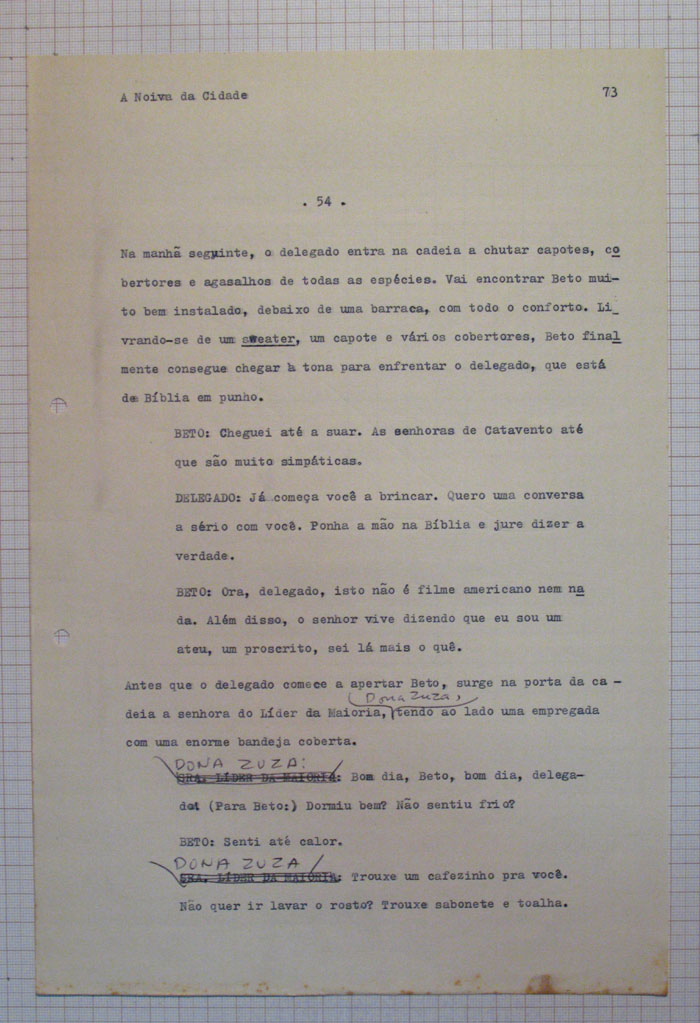 A Noiva da Cidade 73
. 54 .
Na manhã seguinte, o delegado entra na cadeia a chutar capotes, co
bertores e agasalhos de todas as espécies. Vai encontrar Beto mui-
to bem instalado, debaixo de uma barraca, com todo o conforto. Li_
vrando-se de um sweater, um capote e vários cobertores, Beto final
mente consegue chegar à tona para enfrentar o delegado, que está
de Bíblia em punho.
BETO: Cheguei até a suar. As senhoras de Catavento até
que são muito simpáticas.
DELEGADO: Já começa você a brincar. Quero uma conversa
a sério com você. Ponha a mão na Bíblia e jure dizer a
verdade.
BETO: Ora, delegado, isto não é filme americano nem na
da. Além disso, o senhor vive dizendo que eu sou um
ateu, um proscrito, sei lá mais o quê.
Antes que o delegado comece a apertar Beto, surge na porta da ca -
Dona Zuza,
deia a senhora do Líder da Maioria, tendo ao lado uma empregada
com uma enorme bandeja coberta.
DONA ZUZA:
SRA. LÍDER DA MAIORIA: Bom dia, Beto, bom dia, delega-
do! (Para Beto:) Dormiu bem? Não sentiu frio?
BETO: Senti até calor.
DONA ZUZA
SRA. LÍDER DA MAIORIA: Trouxe um cafezinho pra você.
Não quer ir lavar o rosto? Trouxe sabonete e toalha.